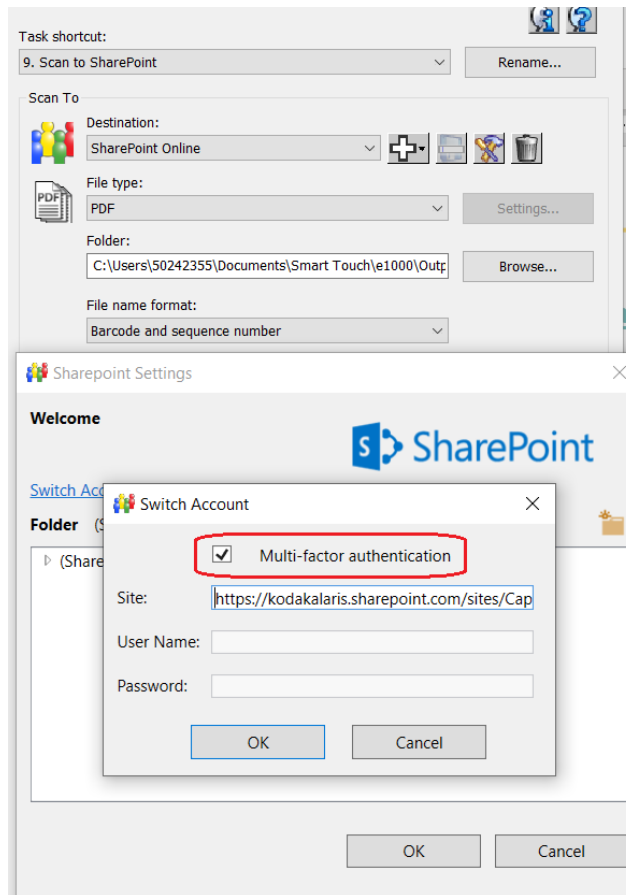 Task shortcut:
9. Scan to SharePoint
Rename...
Scan To
Destination:
SharePoint Online
File type:
PDF
PDF
Settings...
Folder:
C:\Users\50242355\Documents\Smart Touch\e1000\Outp
Browse...
File name format:
Barcode and sequence number
Sharepoint Settings
Welcome
S SharePoint
Switch Acc
Switch Account
Folder (S
Multi-factor authentication
(Share
Site:
https://kodakalaris.sharepoint.com/sites/Cap
User Name:
Password:
OK Cancel
OK Cancel